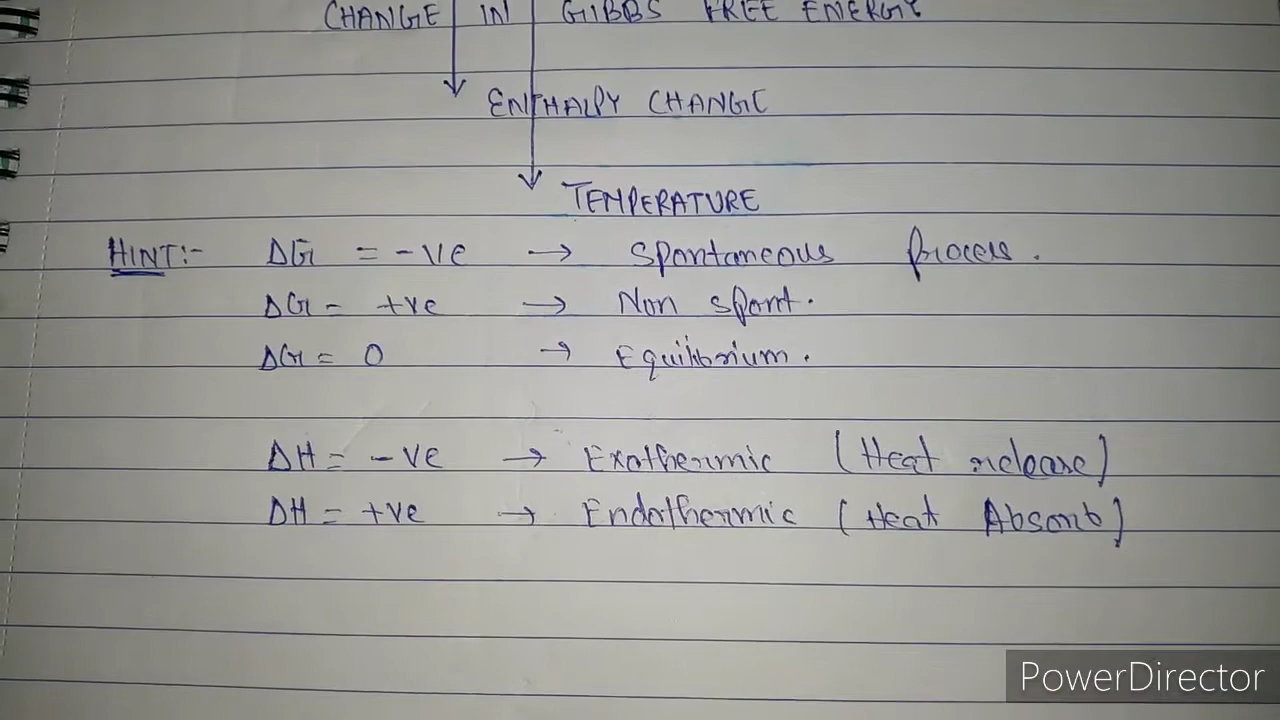 CHANGE IN GIBBS FREE ENERGY
ENTHALPY CHANGE
TEMPERATURE
HINT:- ΔG = -ve → Spontaneous Process.
ΔG = +ve → Non spont.
ΔG = 0 → Equilibrium.
ΔH = -ve → Exothermic (Heat release)
ΔH = +ve → Endothermic (Heat Absorb)
PowerDirector